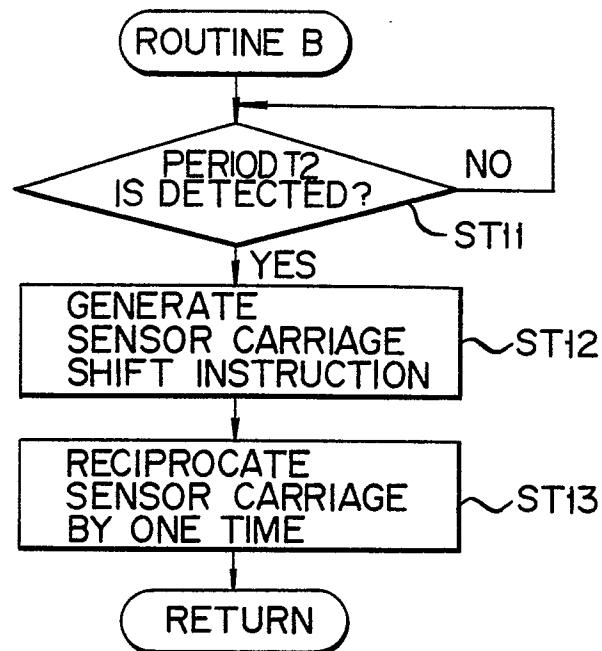 ROUTINE B
PERIOD T2
IS DETECTED?
NO
ST11
YES
GENERATE
SENSOR CARRIAGE
SHIFT INSTRUCTION
ST12
RECIPROCATE
SENSOR CARRIAGE
BY ONE TIME
ST13
RETURN